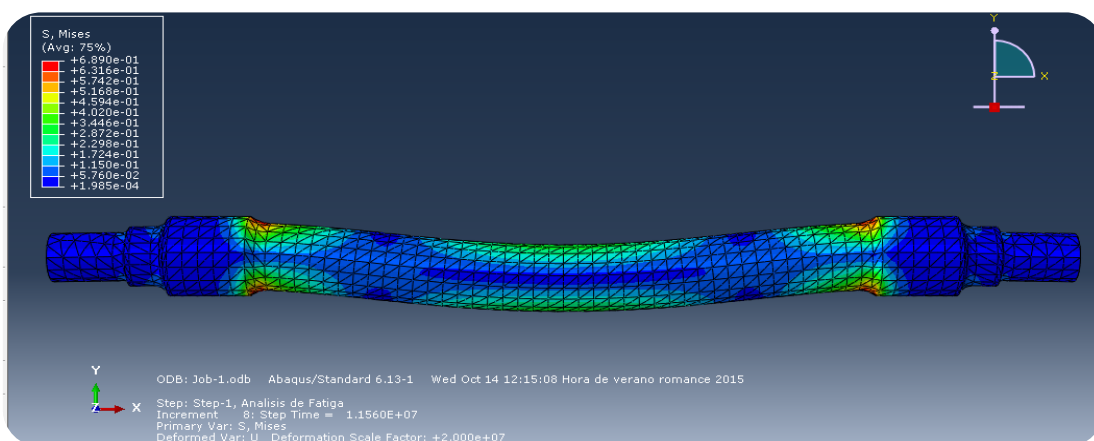 S, Mises
(Avg: 75%)
+6.890e-01
+6.316e-01
+5.742e-01
+5.168e-01
+4.594e-01
+4.020e-01
+3.446e-01
+2.872e-01
+2.298e-01
+1.724e-01
+1.150e-01
+5.760e-02
+1.985e-04
Y
Z X
Y
Z X
ODB: Job-1.odb Abaqus/Standard 6.13-1 Wed Oct 14 12:15:08 Hora de verano romance 2015
Step: Step-1, Analisis de Fatiga
Increment 8: Step Time = 1.1560E+07
Primary Var: S, Mises
Deformed Var: U Deformation Scale Factor: +2.000e+07